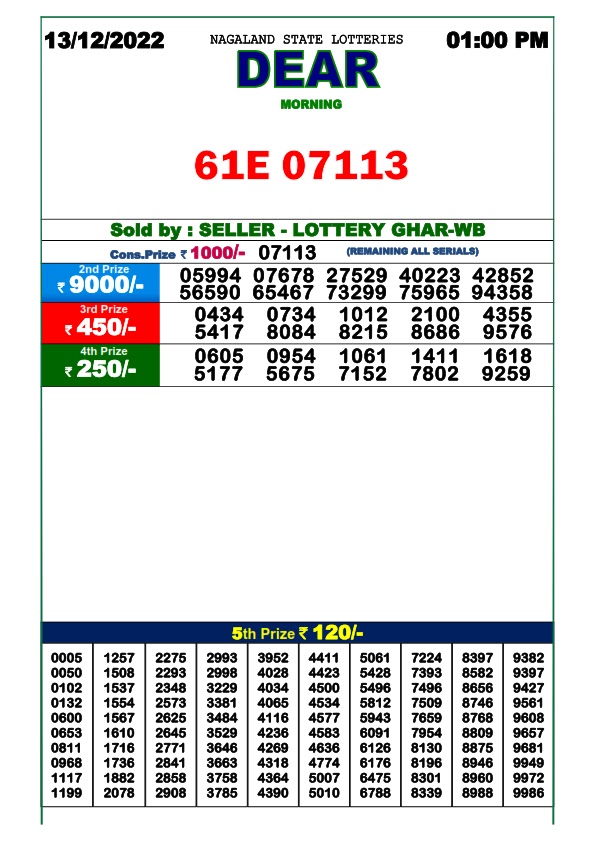 13/12/2022 NAGALAND STATE LOTTERIES 01:00 PM
DEAR
MORNING
61E 07113
Sold by : SELLER - LOTTERY GHAR-WB
Cons.Prize ₹ 1000/- 07113 (REMAINING ALL SERIALS)
2nd Prize
₹ 9000/-
05994 07678 27529 40223 42852
56590 65467 73299 75965 94358
3rd Prize
₹ 450/-
0434 0734 1012 2100 4355
5417 8084 8215 8686 9576
4th Prize
₹ 250/-
0605 0954 1061 1411 1618
5177 5675 7152 7802 9259
5th Prize ₹ 120/-
0005 1257 2275 2993 3952 4411 5061 7224 8397 9382
0050 1508 2293 2998 4028 4423 5428 7393 8582 9397
0102 1537 2348 3229 4034 4500 5496 7496 8656 9427
0132 1554 2573 3381 4065 4534 5812 7509 8746 9561
0600 1567 2625 3484 4116 4577 5943 7659 8768 9608
0653 1610 2645 3529 4236 4583 6091 7954 8809 9657
0811 1716 2771 3646 4269 4636 6126 8130 8875 9681
0968 1736 2841 3663 4318 4774 6176 8196 8946 9949
1117 1882 2858 3758 4364 5007 6475 8301 8960 9972
1199 2078 2908 3785 4390 5010 6788 8339 8988 9986